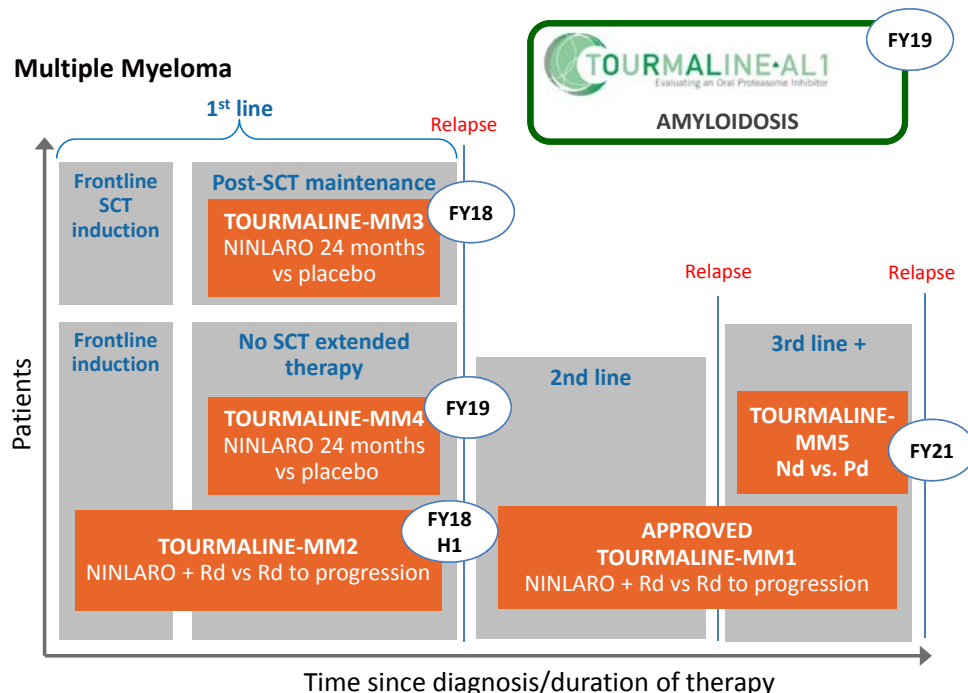 FY19
TOURMALINE-AL1
Evaluating an Oral Proteasome Inhibitor
AMYLOIDOSIS
Multiple Myeloma
1st line
Relapse
Frontline
SCT
induction
Post-SCT maintenance
TOURMALINE-MM3
NINLARO 24 months
vs placebo
FY18
Relapse
Relapse
Frontline
induction
No SCT extended
therapy
TOURMALINE-MM4
NINLARO 24 months
vs placebo
FY19
2nd line
3rd line +
TOURMALINE-
MM5
Nd vs. Pd
FY21
TOURMALINE-MM2
NINLARO + Rd vs Rd to progression
FY18
H1
APPROVED
TOURMALINE-MM1
NINLARO + Rd vs Rd to progression
Patients
Time since diagnosis/duration of therapy